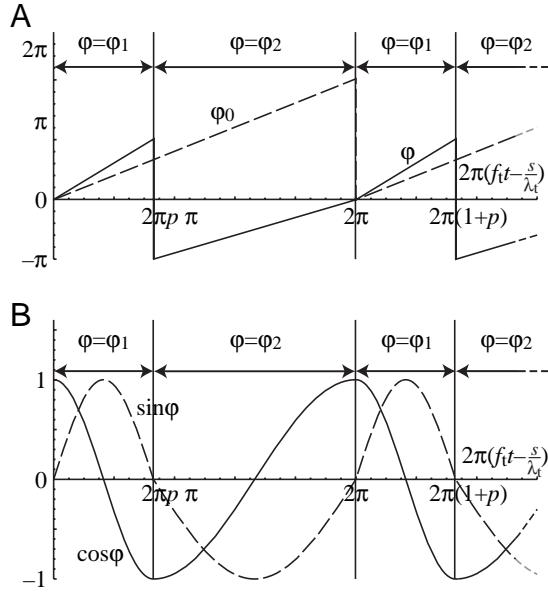 A
2π φ=φ1 φ=φ2 φ=φ1 φ=φ2
π φ0 φ
2π(ftt−s/λt)
0 2πp π 2π 2π(1+p)
−π
B
φ=φ1 φ=φ2 φ=φ1 φ=φ2
1 sinφ
2π(ftt−s/λt)
0 2πp π 2π 2π(1+p)
cosφ
−1